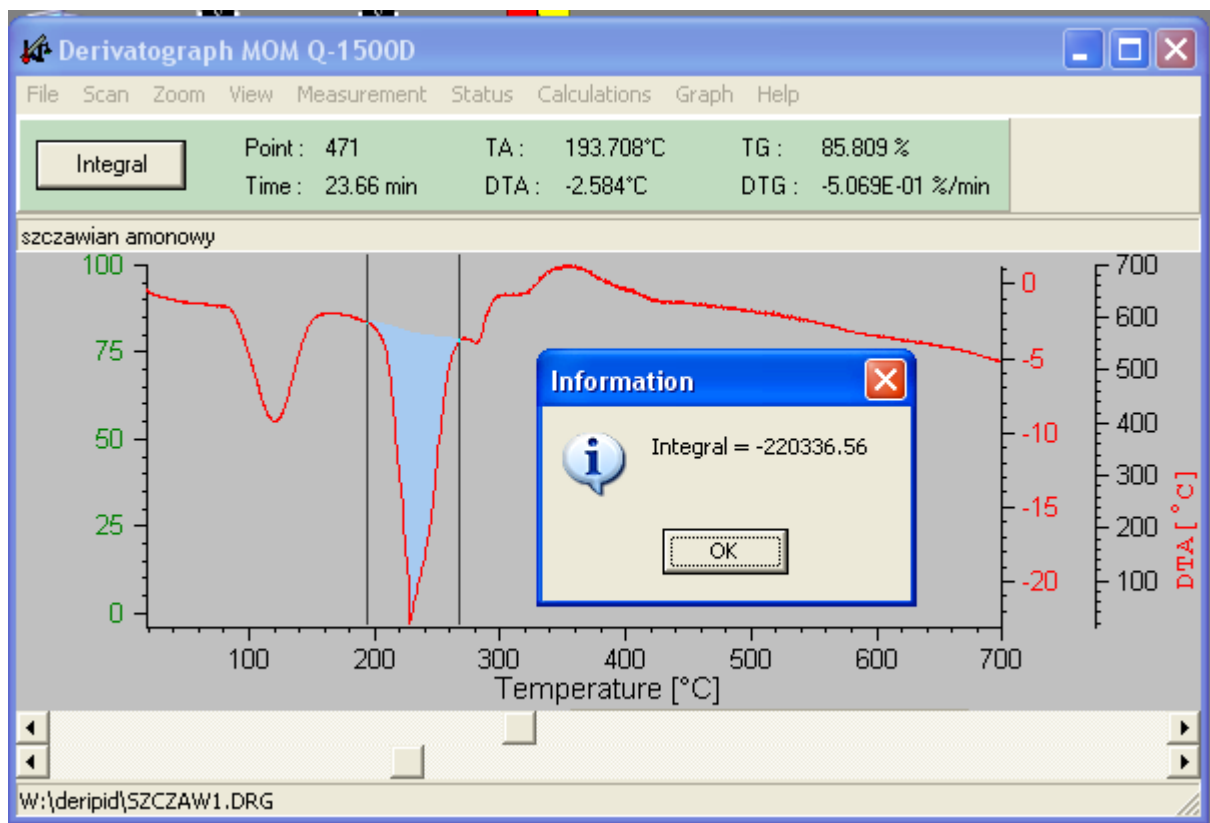 Derivatograph MOM Q-1500D
File Scan Zoom View Measurement Status Calculations Graph Help
Integral
Point : 471 TA : 193.708°C TG : 85.809 %
Time : 23.66 min DTA : -2.584°C DTG : -5.069E-01 %/min
szczawian amonowy
100
75
50
25
0
0
-5
-10
-15
-20
700
600
500
400
300
200
100
DTA[°C]
100 200 300 400 500 600 700
Temperature [°C]
Information
Integral = -220336.56
OK
W:\deripid\SZCZAW1.DRG